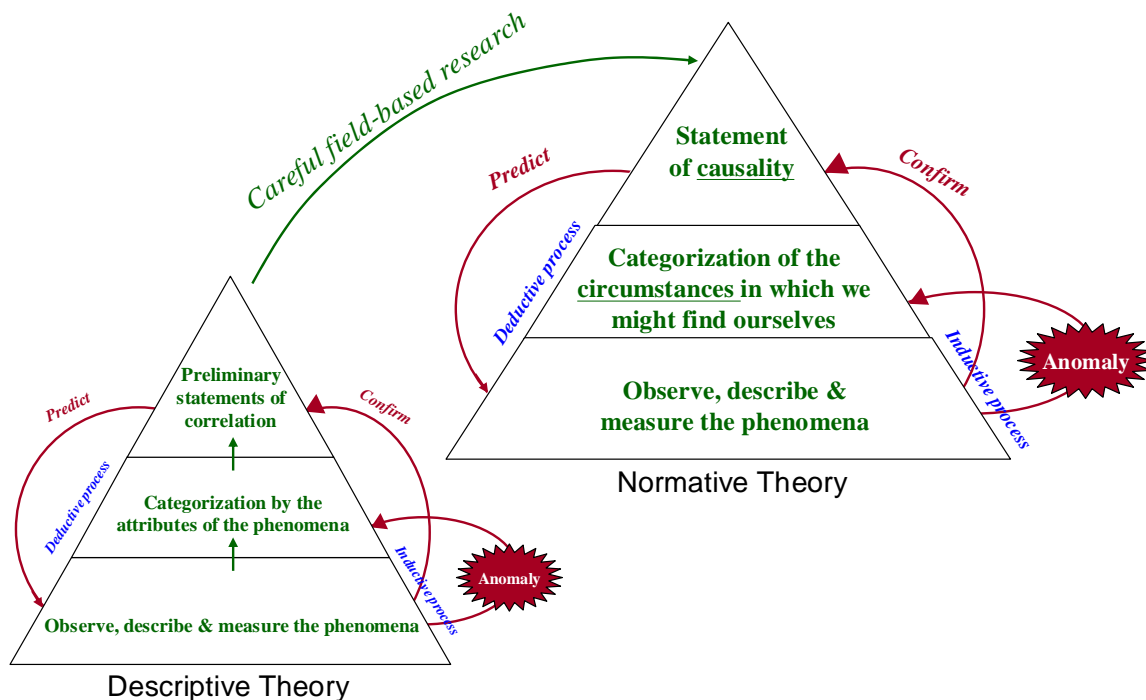 Careful field-based research
Statement
of causality
Predict
Confirm
Deductive process
Categorization of the
circumstances in which we
might find ourselves
Inductive process
Anomaly
Observe, describe &
measure the phenomena
Normative Theory
Preliminary
statements of
correlation
Predict
Confirm
Deductive process
Categorization by the
attributes of the phenomena
Inductive process
Anomaly
Observe, describe & measure the phenomena
Descriptive Theory